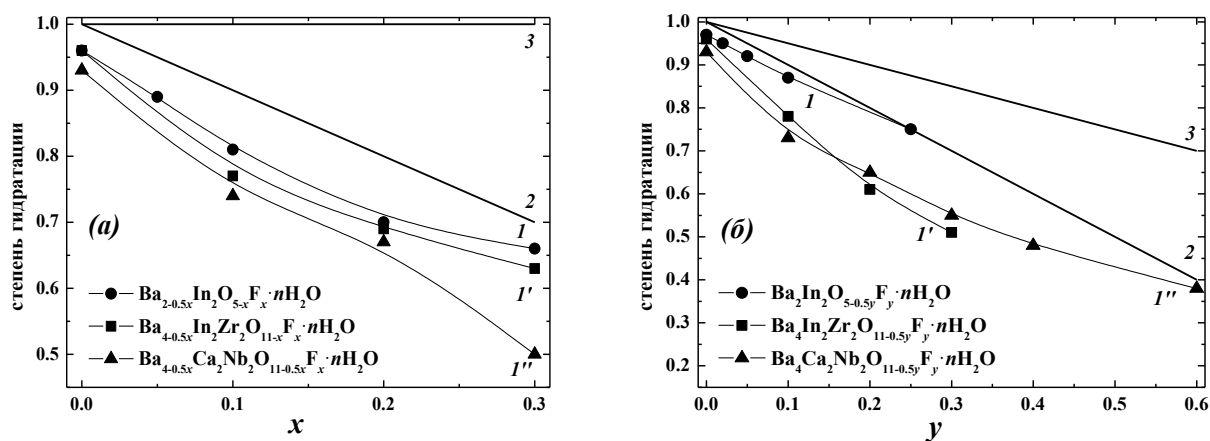 1.0
0.9
0.8
0.7
0.6
0.5
степень гидратации
3
2
1
1'
1''
(а)
Ba2-0.5xIn2O5-xFx·nH2O
Ba4-0.5xIn2Zr2O11-xFx·nH2O
Ba4-0.5xCa2Nb2O11-0.5xFx·nH2O
0.0 0.1 0.2 0.3
x
1.0
0.9
0.8
0.7
0.6
0.5
0.4
0.3
0.2
степень гидратации
1
3
2
1'
1''
(б)
Ba2In2O5-0.5yFy·nH2O
Ba4In2Zr2O11-0.5yFy·nH2O
Ba4Ca2Nb2O11-0.5yFy·nH2O
0.0 0.1 0.2 0.3 0.4 0.5 0.6
y